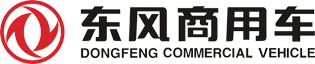 东风商用车
DONGFENG COMMERCIAL VEHICLE